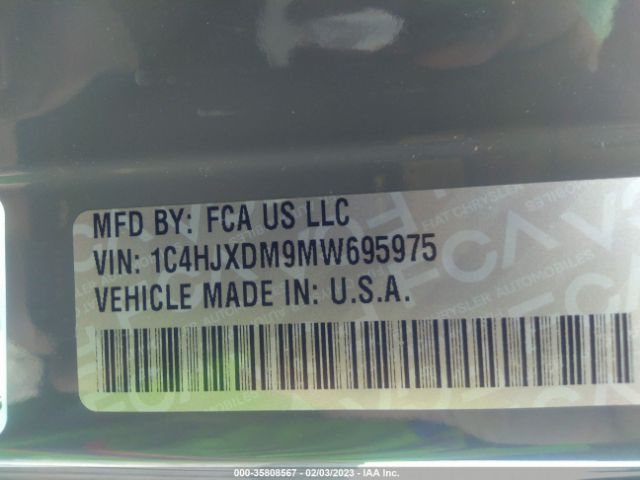 MFD BY: FCA US LLC
VIN: 1C4HJXDM9MW695975
VEHICLE MADE IN: U.S.A.
000-35808567 - 02/03/2023 - IAA Inc.